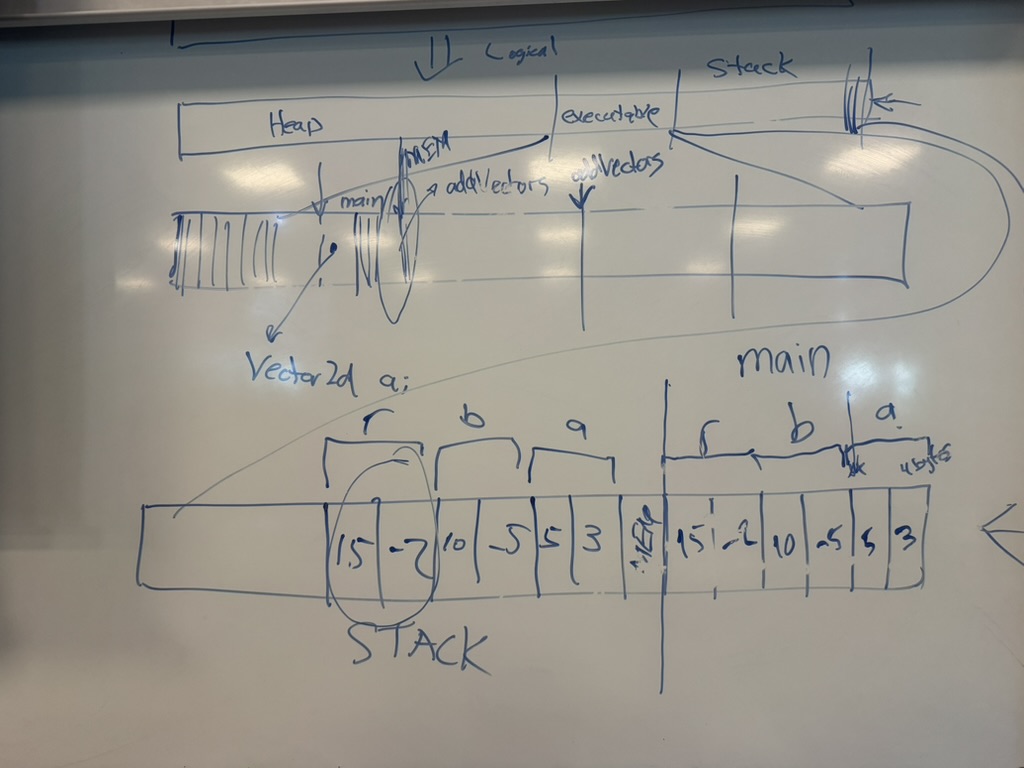 Logical
Stack
Heap
executable
MEM
main
addVectors
addVectors
Vector2d a;
main
r b a r b a
4 bytes
15 -2 10 -5 5 3 MEM 15 -2 10 -5 5 3
STACK